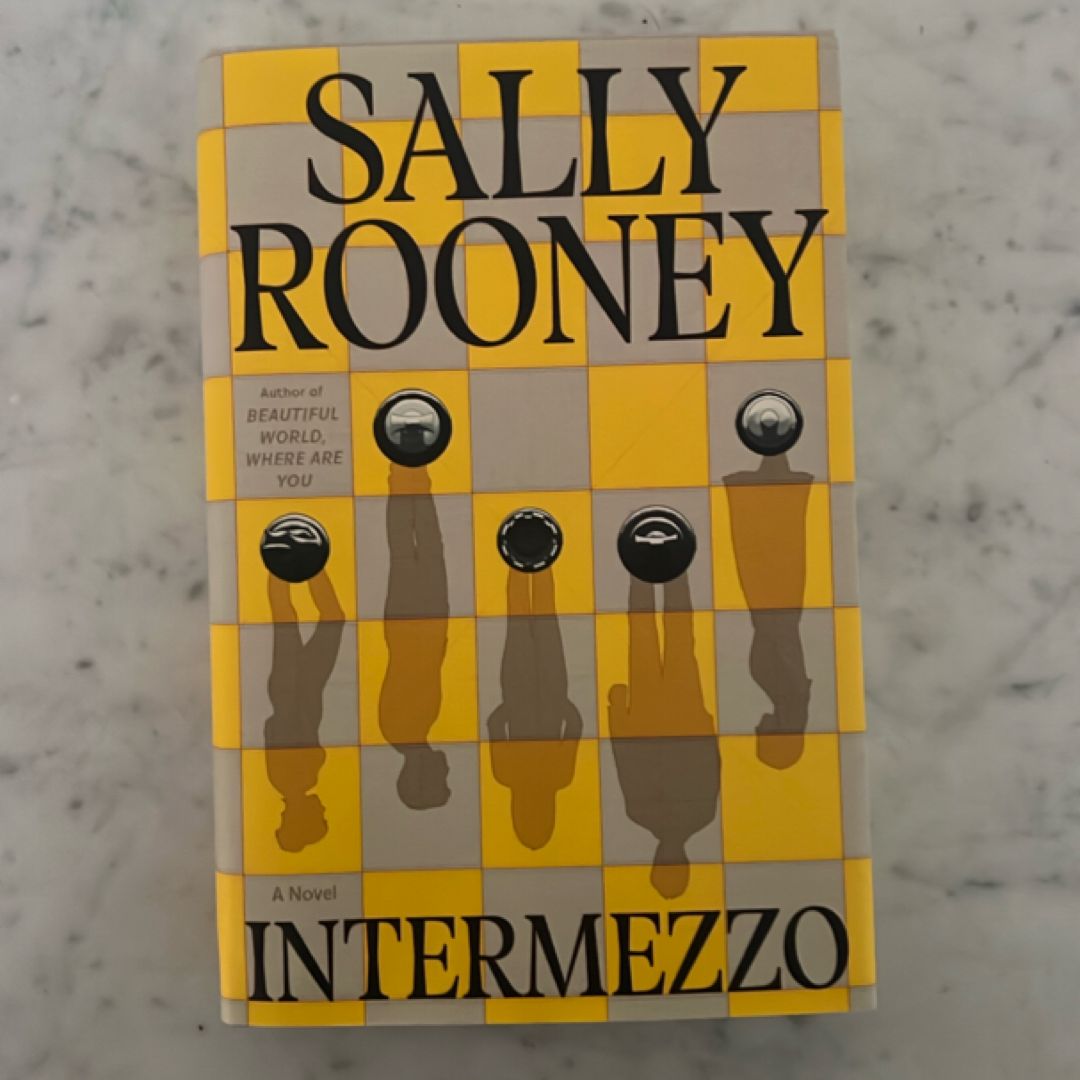 SALLY
ROONEY
Author of
BEAUTIFUL
WORLD,
WHERE ARE
YOU
A Novel
INTERMEZZO